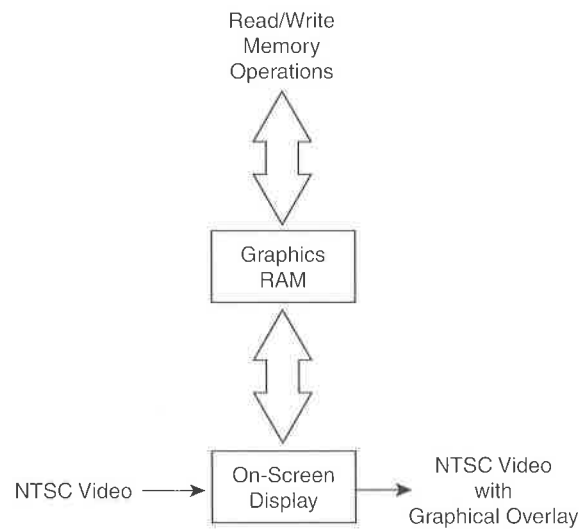 Read/Write
Memory
Operations
Graphics
RAM
NTSC Video
On-Screen
Display
NTSC Video
with
Graphical Overlay